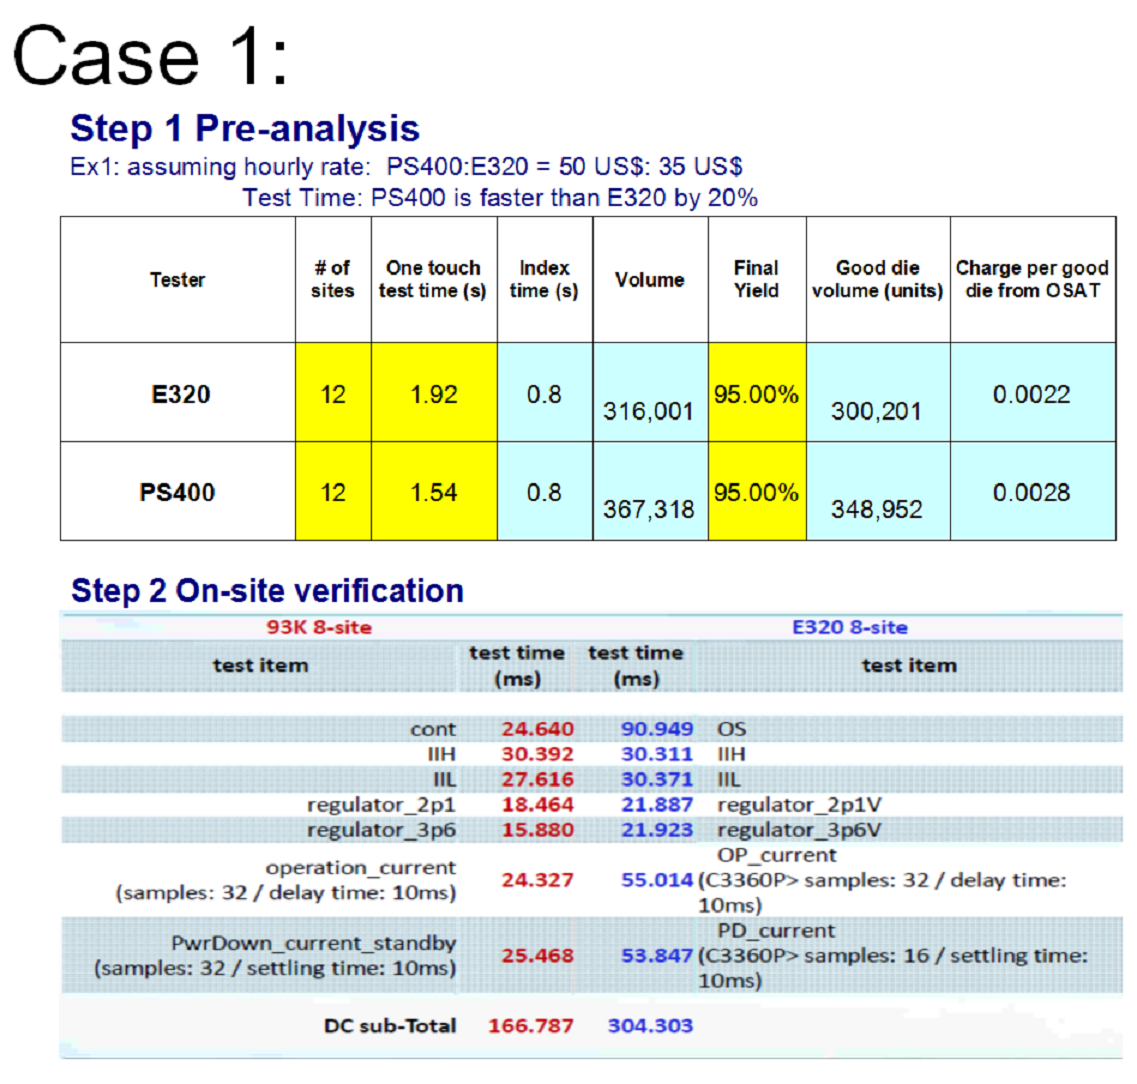 Case 1:
Step 1 Pre-analysis
Ex1: assuming hourly rate: PS400:E320 = 50 US$: 35 US$
Test Time: PS400 is faster than E320 by 20%
Tester # of sites One touch test time (s) Index time (s) Volume Final Yield Good die volume (units) Charge per good die from OSAT
E320 12 1.92 0.8 316,001 95.00% 300,201 0.0022
PS400 12 1.54 0.8 367,318 95.00% 348,952 0.0028
Step 2 On-site verification
93K 8-site E320 8-site
test item test time (ms) test time (ms) test item
cont 24.640 90.949 OS
IIH 30.392 30.311 IIH
IIL 27.616 30.371 IIL
regulator_2p1 18.464 21.887 regulator_2p1V
regulator_3p6 15.880 21.923 regulator_3p6V
operation_current (samples: 32 / delay time: 10ms) 24.327 55.014 OP_current (C3360P> samples: 32 / delay time: 10ms)
PwrDown_current_standby (samples: 32 / settling time: 10ms) 25.468 53.847 PD_current (C3360P> samples: 16 / settling time: 10ms)
DC sub-Total 166.787 304.303